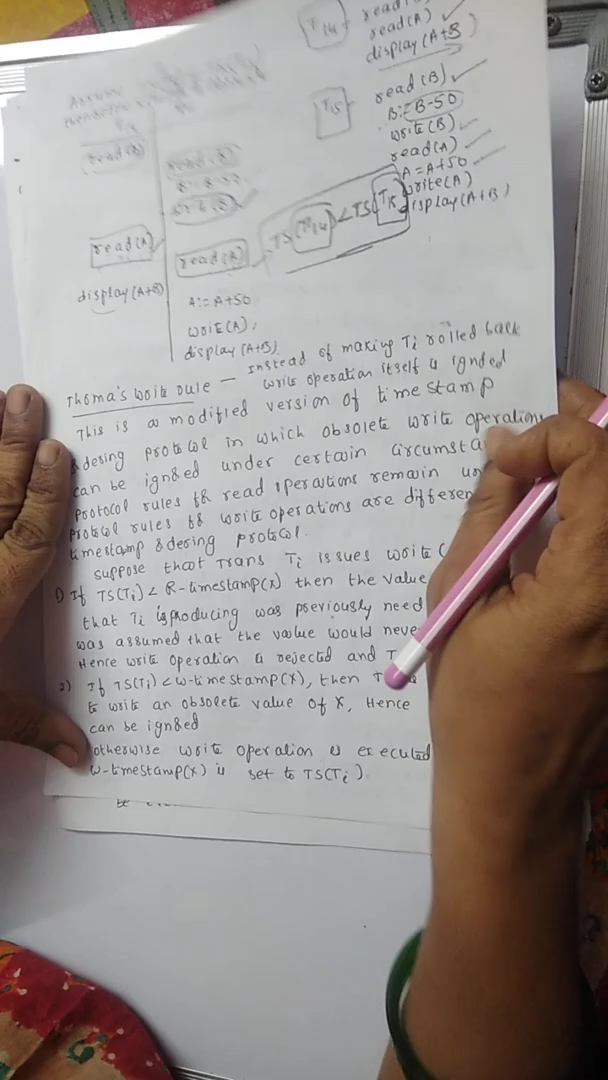 T14
read(A)
display(A+B)
T15
read(B)
B:=B-50
write(B)
read(A)
A=A+50
write(A)
display(A+B)
TS(T14) < TS(T15)
read(B)
read(A)
display(A+B)
read(A)
A:=A+50
write(A),
display(A+B)
Thoma's write rule - Instead of making Ti rolled back
write operation itself is ignored
This is a modified version of time stamp
ordering protocol in which obsolete write operations
can be ignored under certain circumsta
protocol rules for read operations remain
protocol rules for write operations are differen
timestamp ordering protocol.
suppose that Trans Ti issues write(
1) If TS(Ti) < R-timestamp(x) then the value
that Ti is producing was previously need
was assumed that the value would neve
Hence write operation is rejected and T
2) If TS(Ti) < w-timestamp(x), then
to write an obsolete value of x, Hence
can be ignored
otherwise write operation is executed
w-timestamp(x) is set to TS(Ti)
be